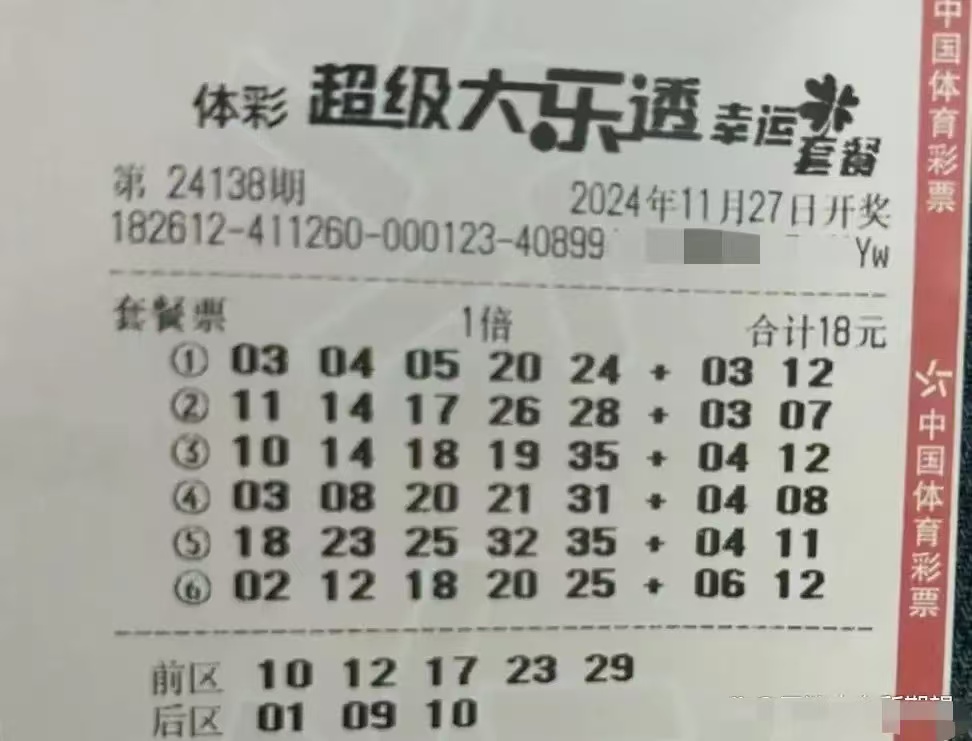 体彩 超级大乐透 幸运套餐
第 24138期 2024年11月27日开奖
182612-411260-000123-40899 Yw
套餐票 1倍 合计18元
① 03 04 05 20 24 + 03 12
② 11 14 17 26 28 + 03 07
③ 10 14 18 19 35 + 04 12
④ 03 08 20 21 31 + 04 08
⑤ 18 23 25 32 35 + 04 11
⑥ 02 12 18 20 25 + 06 12
前区 10 12 17 23 29
后区 01 09 10
中国体育彩票
中国体育彩票